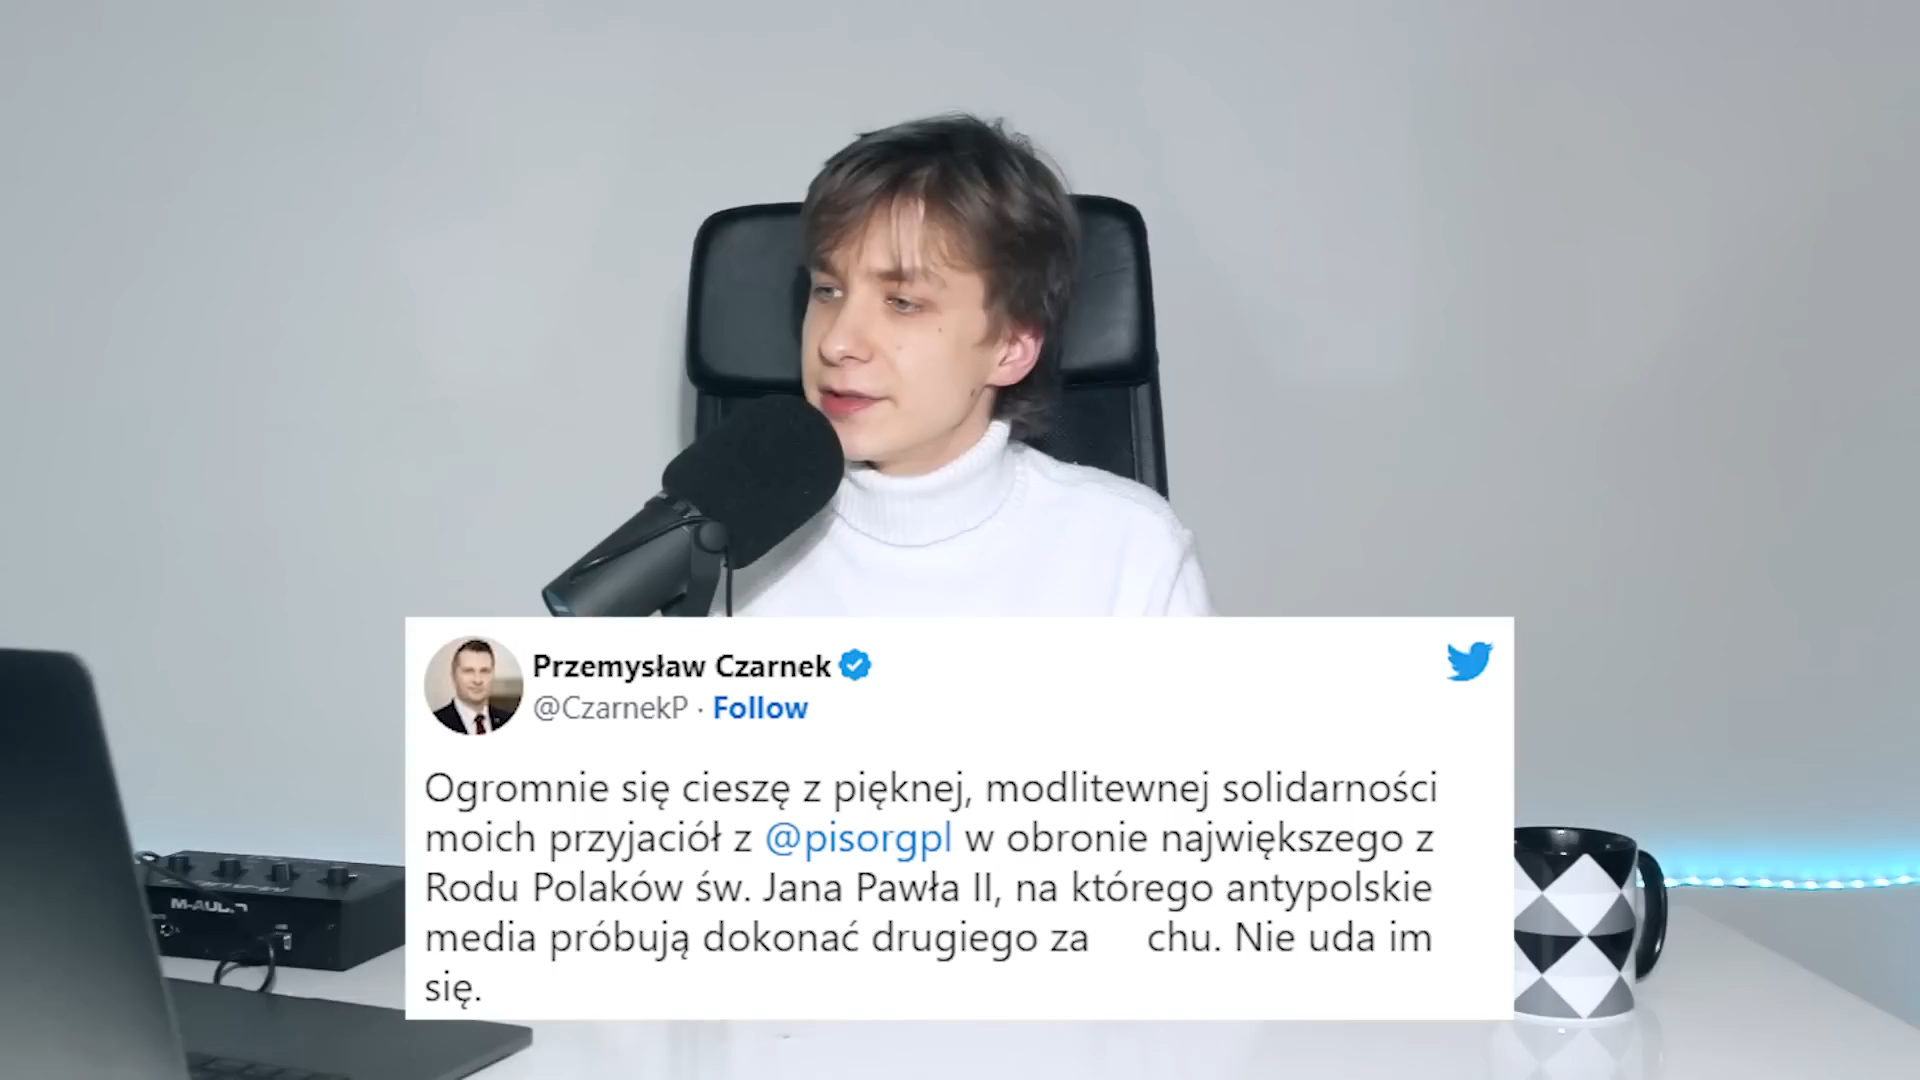 Przemysław Czarnek
@CzarnekP · Follow
Ogromnie się cieszę z pięknej, modlitewnej solidarności
moich przyjaciół z @pisorgpl w obronie największego z
Rodu Polaków św. Jana Pawła II, na którego antypolskie
media próbują dokonać drugiego za chu. Nie uda im
się.
M-AUDIO